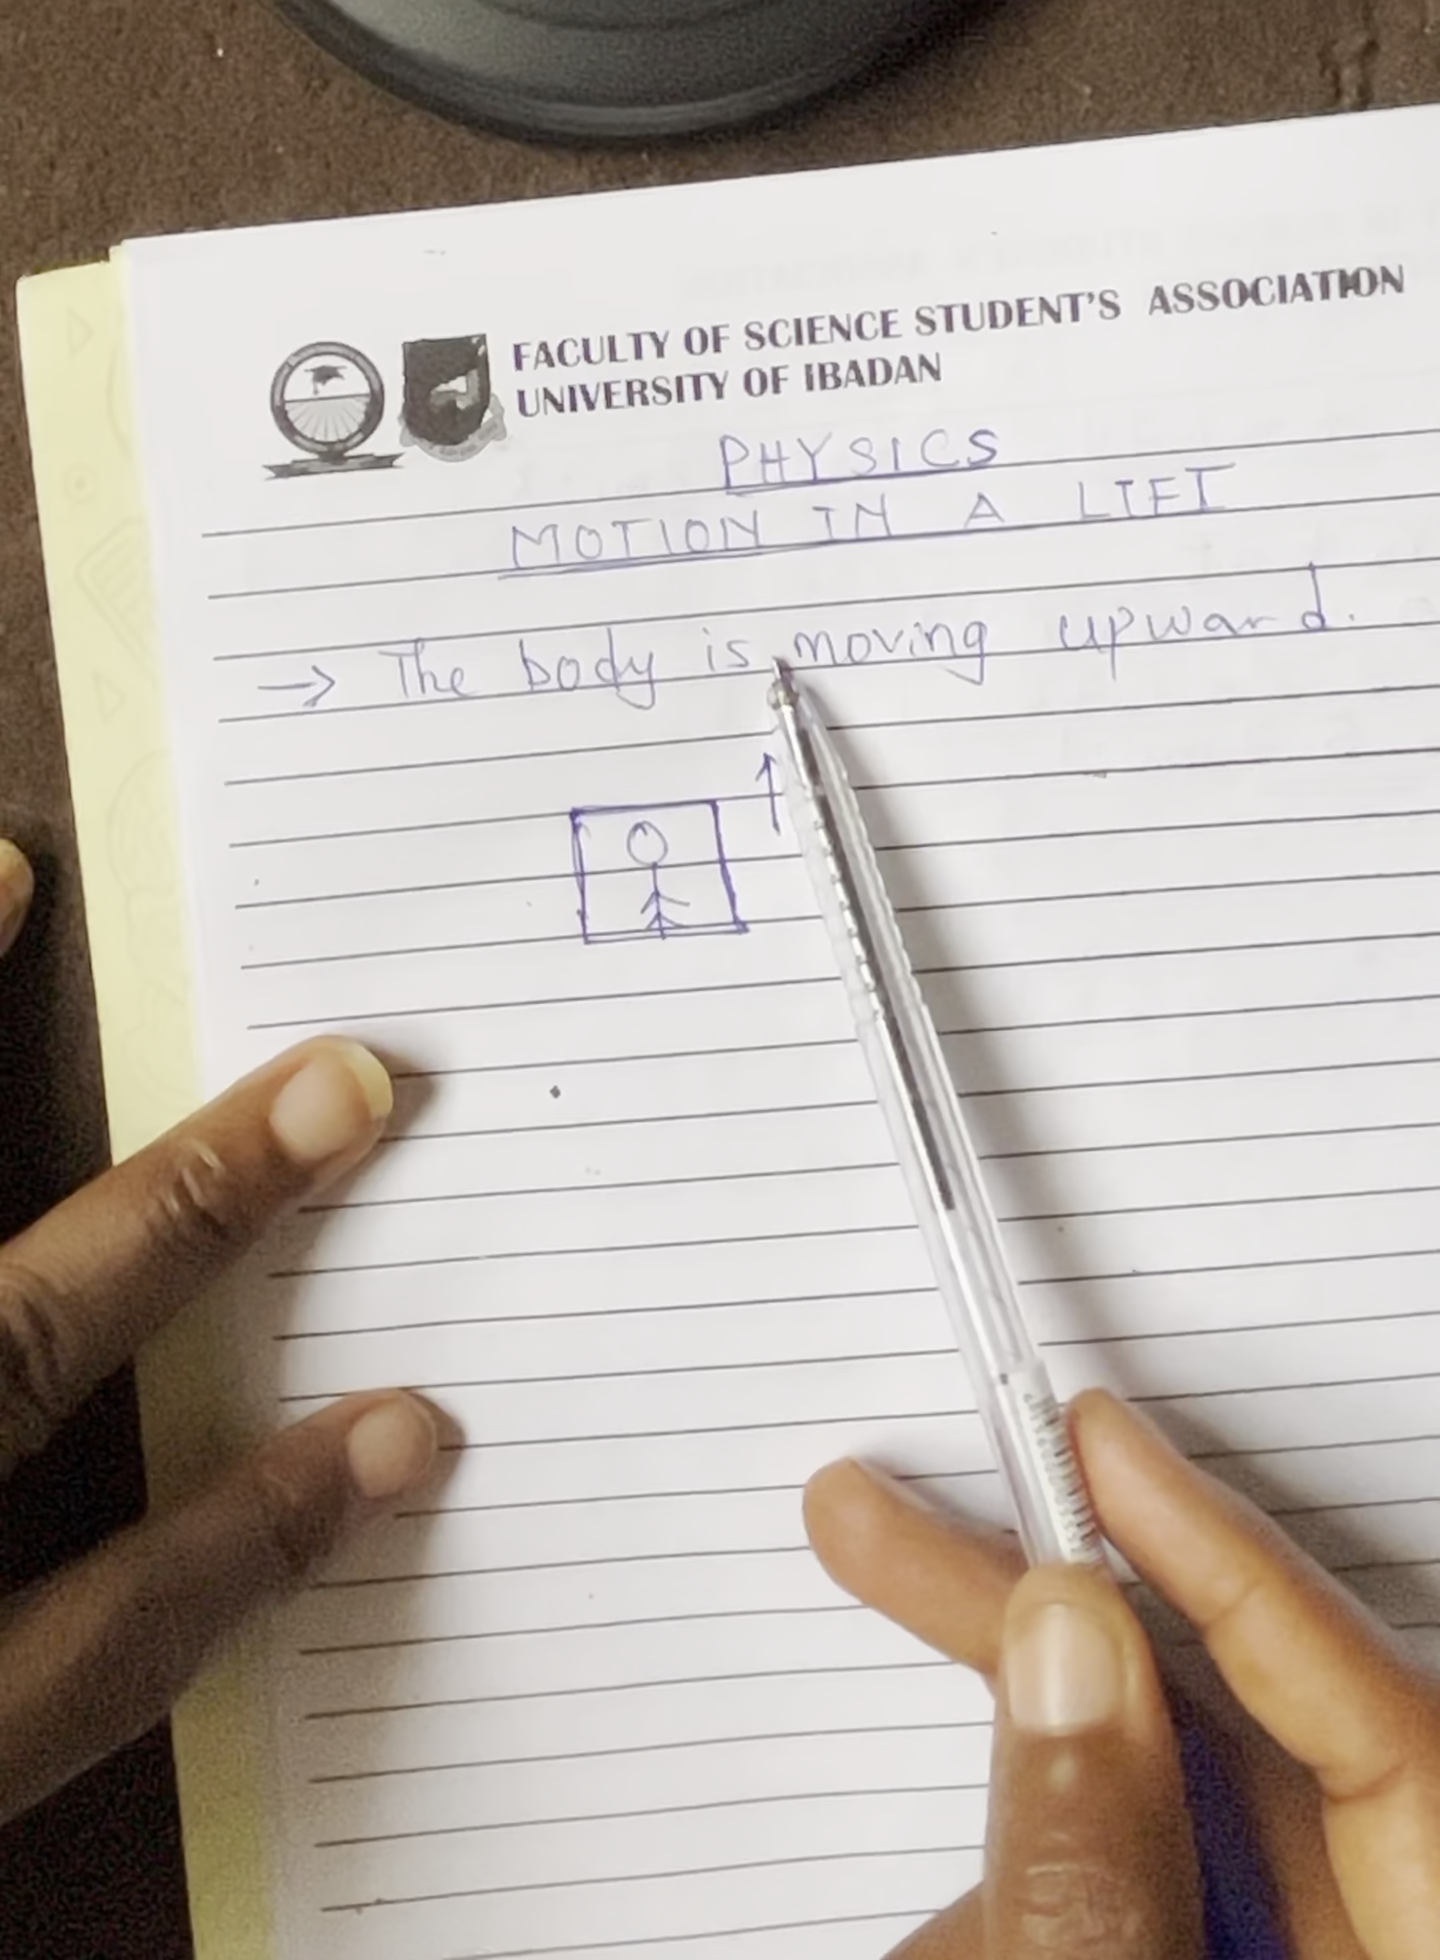 FACULTY OF SCIENCE STUDENT'S ASSOCIATION
UNIVERSITY OF IBADAN
PHYSICS
MOTION IN A LIFT
→ The body is moving upward.